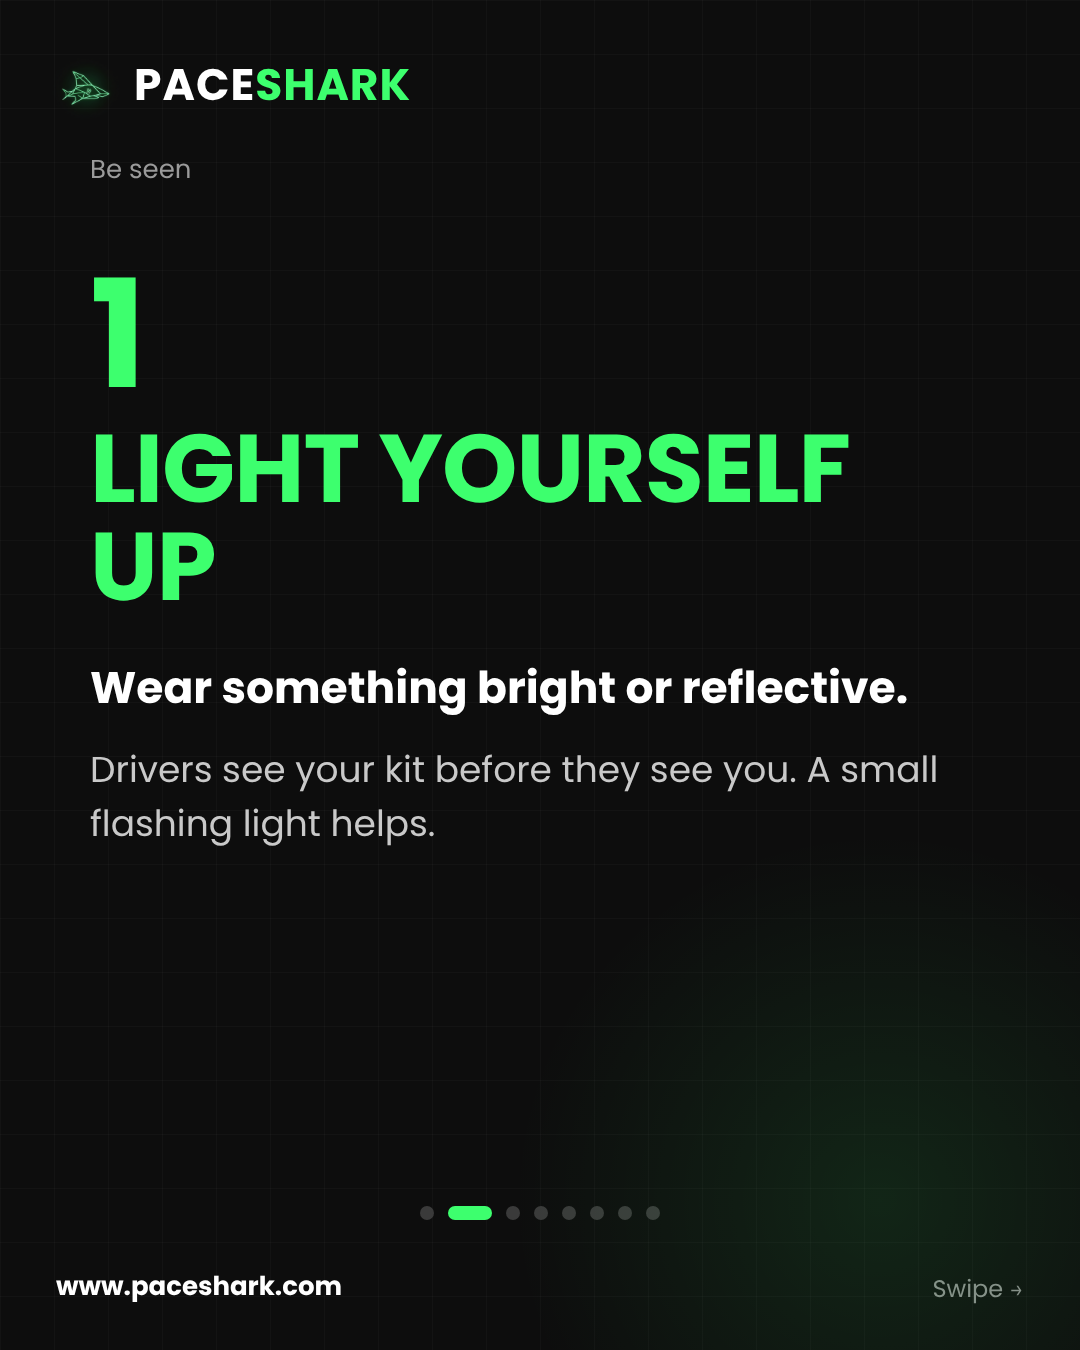 PACESHARK
Be seen
1
LIGHT YOURSELF
UP
Wear something bright or reflective.
Drivers see your kit before they see you. A small
flashing light helps.
www.paceshark.com
Swipe →